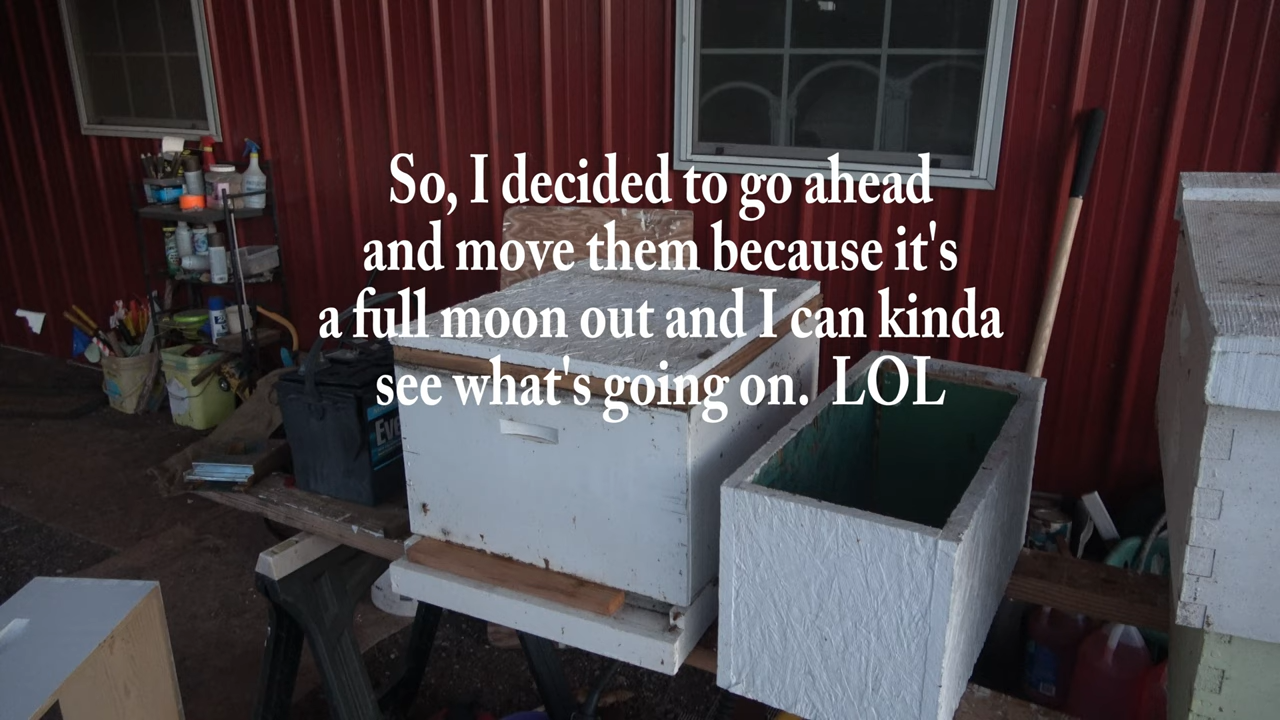 So, I decided to go ahead
and move them because it's
a full moon out and I can kinda
see what's going on.  LOL
Eve